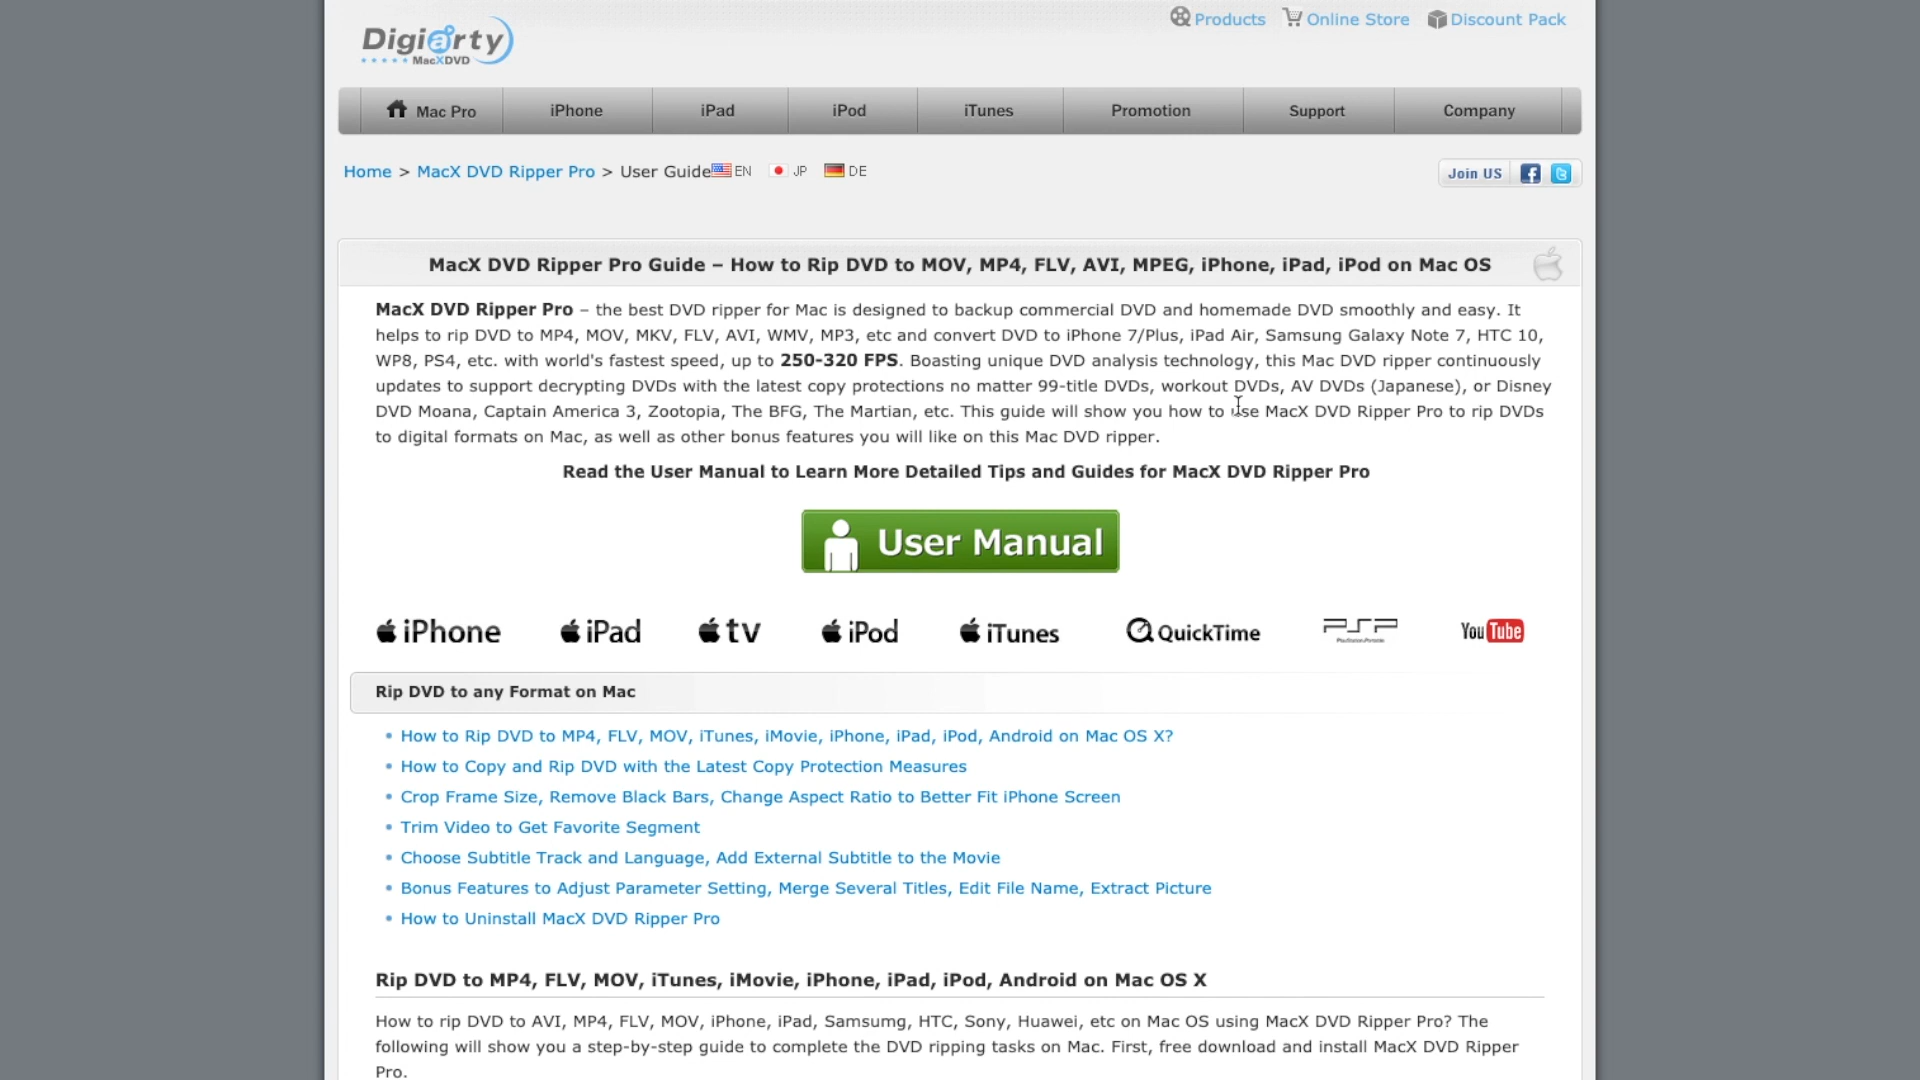 Digiarty
MacXDVD
Products Online Store Discount Pack
Mac Pro iPhone iPad iPod iTunes Promotion Support Company
Home > MacX DVD Ripper Pro > User Guide EN JP DE
Join US
MacX DVD Ripper Pro Guide – How to Rip DVD to MOV, MP4, FLV, AVI, MPEG, iPhone, iPad, iPod on Mac OS
MacX DVD Ripper Pro – the best DVD ripper for Mac is designed to backup commercial DVD and homemade DVD smoothly and easy. It
helps to rip DVD to MP4, MOV, MKV, FLV, AVI, WMV, MP3, etc and convert DVD to iPhone 7/Plus, iPad Air, Samsung Galaxy Note 7, HTC 10,
WP8, PS4, etc. with world's fastest speed, up to 250-320 FPS. Boasting unique DVD analysis technology, this Mac DVD ripper continuously
updates to support decrypting DVDs with the latest copy protections no matter 99-title DVDs, workout DVDs, AV DVDs (Japanese), or Disney
DVD Moana, Captain America 3, Zootopia, The BFG, The Martian, etc. This guide will show you how to use MacX DVD Ripper Pro to rip DVDs
to digital formats on Mac, as well as other bonus features you will like on this Mac DVD ripper.
Read the User Manual to Learn More Detailed Tips and Guides for MacX DVD Ripper Pro
User Manual
iPhone iPad tv iPod iTunes QuickTime PSP YouTube
PlayStation Portable
Rip DVD to any Format on Mac
• How to Rip DVD to MP4, FLV, MOV, iTunes, iMovie, iPhone, iPad, iPod, Android on Mac OS X?
• How to Copy and Rip DVD with the Latest Copy Protection Measures
• Crop Frame Size, Remove Black Bars, Change Aspect Ratio to Better Fit iPhone Screen
• Trim Video to Get Favorite Segment
• Choose Subtitle Track and Language, Add External Subtitle to the Movie
• Bonus Features to Adjust Parameter Setting, Merge Several Titles, Edit File Name, Extract Picture
• How to Uninstall MacX DVD Ripper Pro
Rip DVD to MP4, FLV, MOV, iTunes, iMovie, iPhone, iPad, iPod, Android on Mac OS X
How to rip DVD to AVI, MP4, FLV, MOV, iPhone, iPad, Samsumg, HTC, Sony, Huawei, etc on Mac OS using MacX DVD Ripper Pro? The
following will show you a step-by-step guide to complete the DVD ripping tasks on Mac. First, free download and install MacX DVD Ripper
Pro.